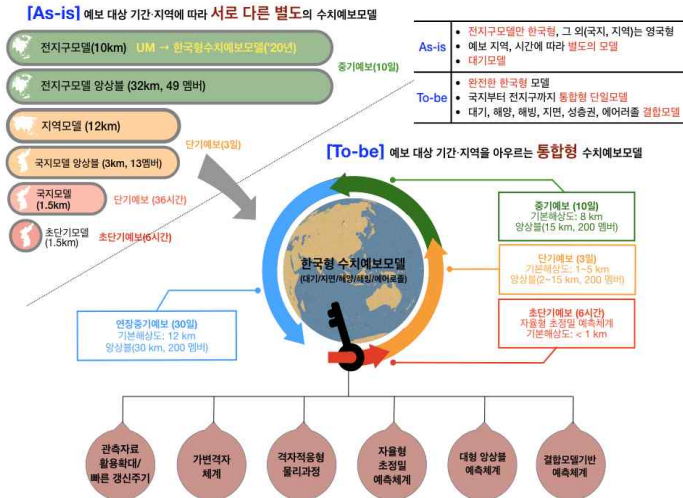 [As-is] 예보 대상 기간·지역에 따라 서로 다른 별도의 수치예보모델
전지구모델(10km) UM → 한국형수치예보모델('20년)
중기예보(10일)
전지구모델 앙상블 (32km, 49 멤버)
지역모델 (12km)
단기예보(3일)
국지모델 앙상블 (3km, 13멤버)
국지모델
(1.5km)
단기예보 (36시간)
초단기모델
(1.5km)
초단기예보(6시간)
As-is
• 전지구모델만 한국형, 그 외(국지, 지역)는 영국형
• 예보 지역, 시간에 따라 별도의 모델
• 대기모델
To-be
• 완전한 한국형 모델
• 국지부터 전지구까지 통합형 단일모델
• 대기, 해양, 해빙, 지면, 성층권, 에어러졸 결합모델
[To-be] 예보 대상 기간·지역을 아우르는 통합형 수치예보모델
한국형 수치예보모델
(대기/지면/해양/해빙/에어로졸)
중기예보 (10일)
기본해상도: 8 km
앙상블(15 km, 200 멤버)
단기예보 (3일)
기본해상도: 1~5 km
앙상블(2~15 km, 200 멤버)
초단기예보 (6시간)
자율형 초정밀 예측체계
기본해상도: < 1 km
연장중기예보 (30일)
기본해상도: 12 km
앙상블(30 km, 200 멤버)
관측자료
활용확대/
빠른 갱신주기
가변격자
체계
격자적응형
물리과정
자율형
초정밀
예측체계
대형 앙상블
예측체계
결합모델기반
예측체계